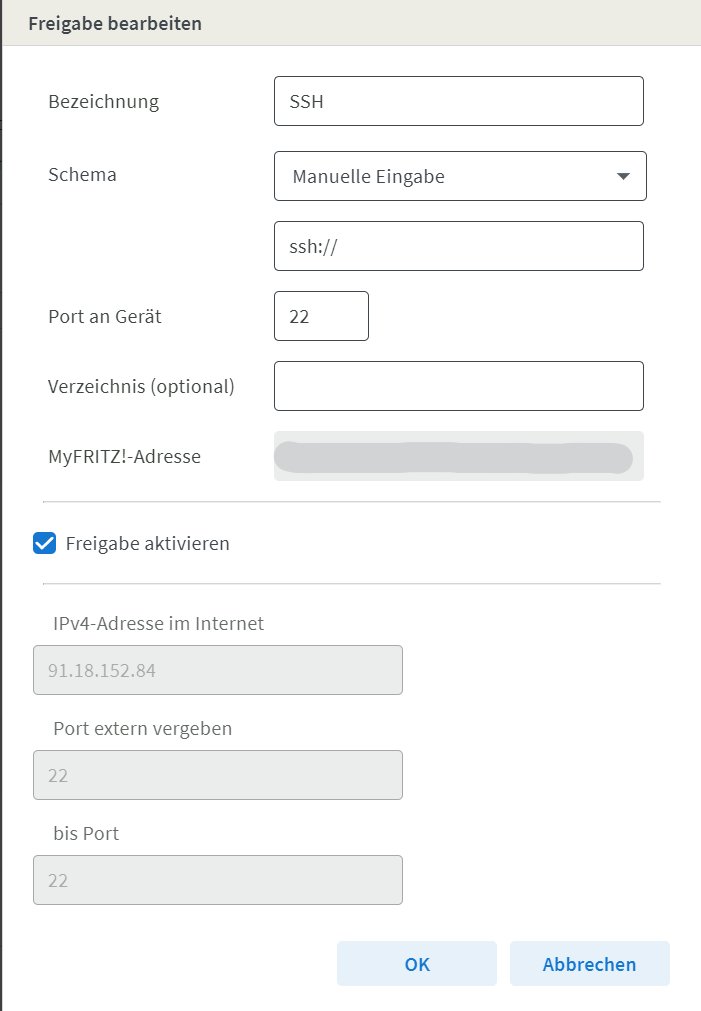 Freigabe bearbeiten
Bezeichnung SSH
Schema Manuelle Eingabe
ssh://
Port an Gerät 22
Verzeichnis (optional)
MyFRITZ!-Adresse
Freigabe aktivieren
IPv4-Adresse im Internet
91.18.152.84
Port extern vergeben
22
bis Port
22
OK Abbrechen